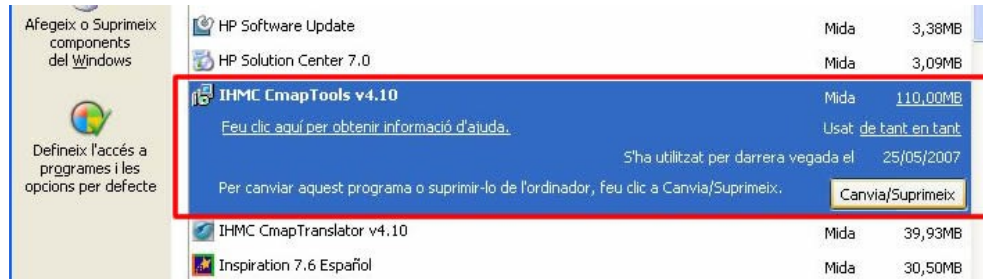 Afegeix o Suprimeix
components
del Windows
Defineix l'accés a
programes i les
opcions per defecte
HP Software Update Mida 3,38MB
HP Solution Center 7.0 Mida 3,09MB
IHMC CmapTools v4.10 Mida 110,00MB
Feu clic aquí per obtenir informació d'ajuda. Usat de tant en tant
S'ha utilitzat per darrera vegada el 25/05/2007
Per canviar aquest programa o suprimir-lo de l'ordinador, feu clic a Canvia/Suprimeix. Canvia/Suprimeix
IHMC CmapTranslator v4.10 Mida 39,93MB
Inspiration 7.6 Español Mida 30,50MB